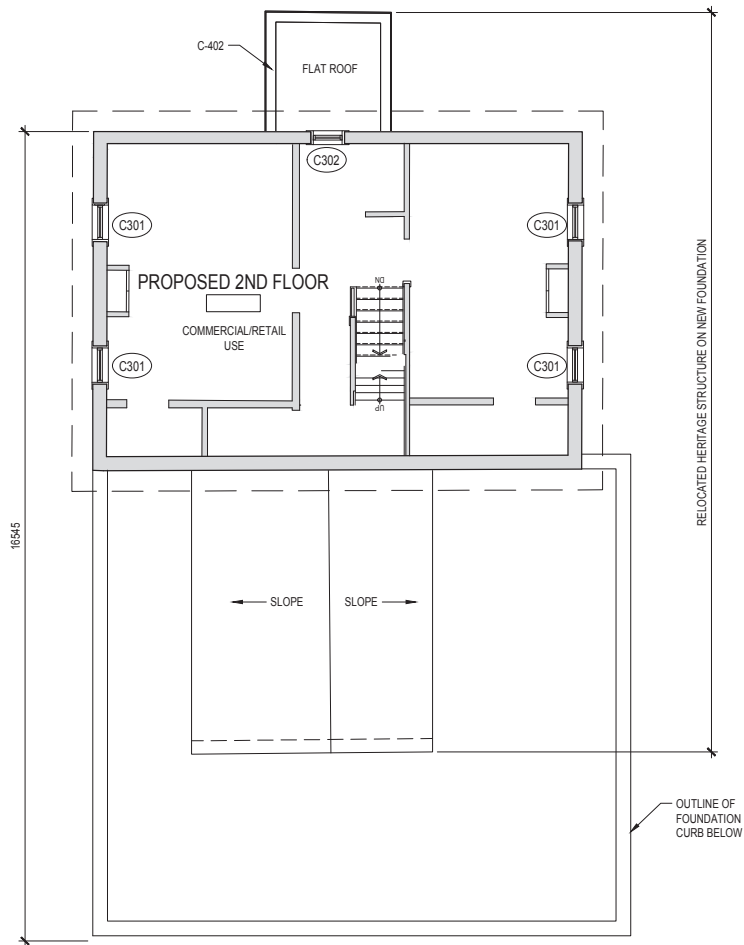 C-402
FLAT ROOF
C302
C301
C301
PROPOSED 2ND FLOOR
COMMERCIAL/RETAIL
USE
DN
UP
C301
C301
RELOCATED HERITAGE STRUCTURE ON NEW FOUNDATION
16545
SLOPE
SLOPE
OUTLINE OF
FOUNDATION
CURB BELOW